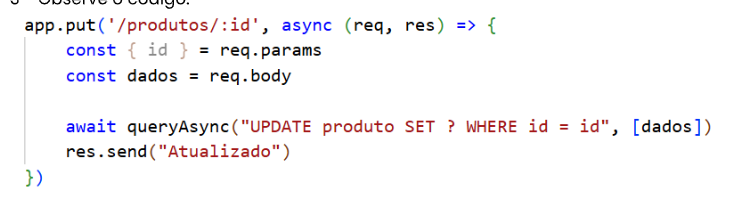 3 - Observe o código:
app.put('/produtos/:id', async (req, res) => {
    const { id } = req.params
    const dados = req.body
    await queryAsync("UPDATE produto SET ? WHERE id = id", [dados])
    res.send("Atualizado")
})